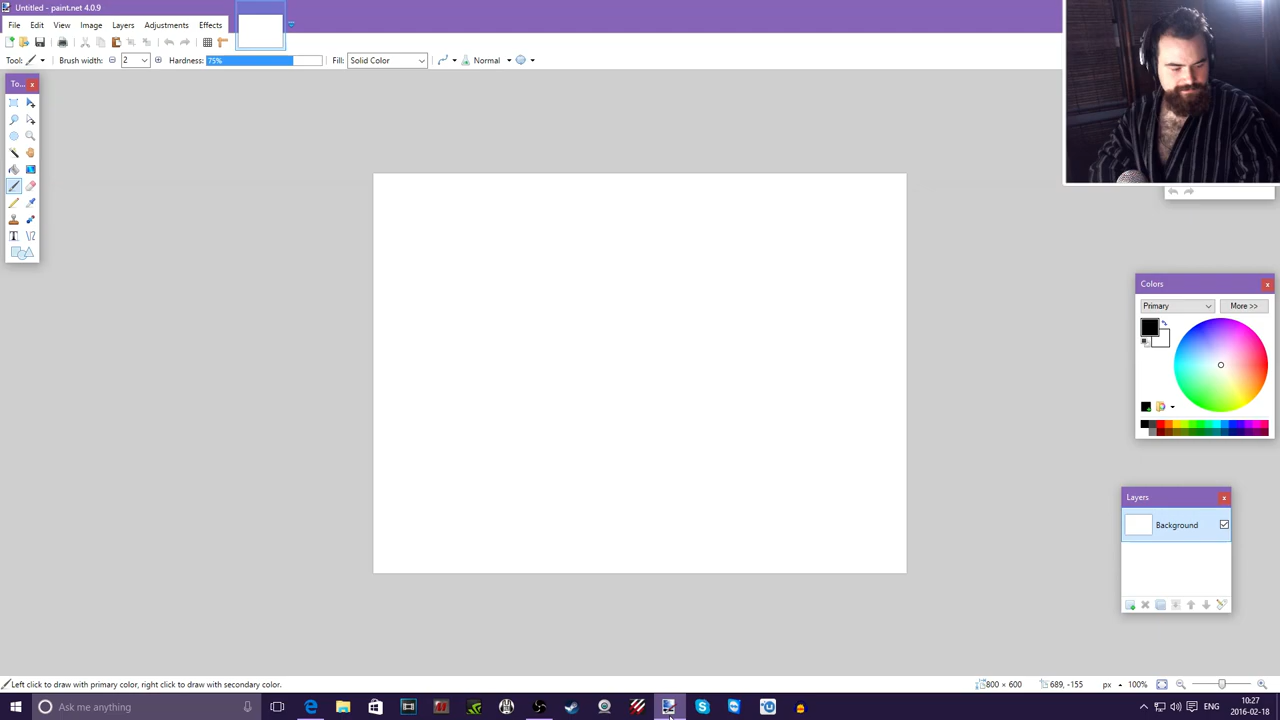 Untitled - paint.net 4.0.9
File Edit View Image Layers Adjustments Effects
Tool: Brush width: 2 Hardness: 75% Fill: Solid Color Normal
To...
Colors
Primary More >>
Layers
Background
Left click to draw with primary color, right click to draw with secondary color.
800 × 600 689, -155 px 100%
Ask me anything
ENG
10:27
2016-02-18